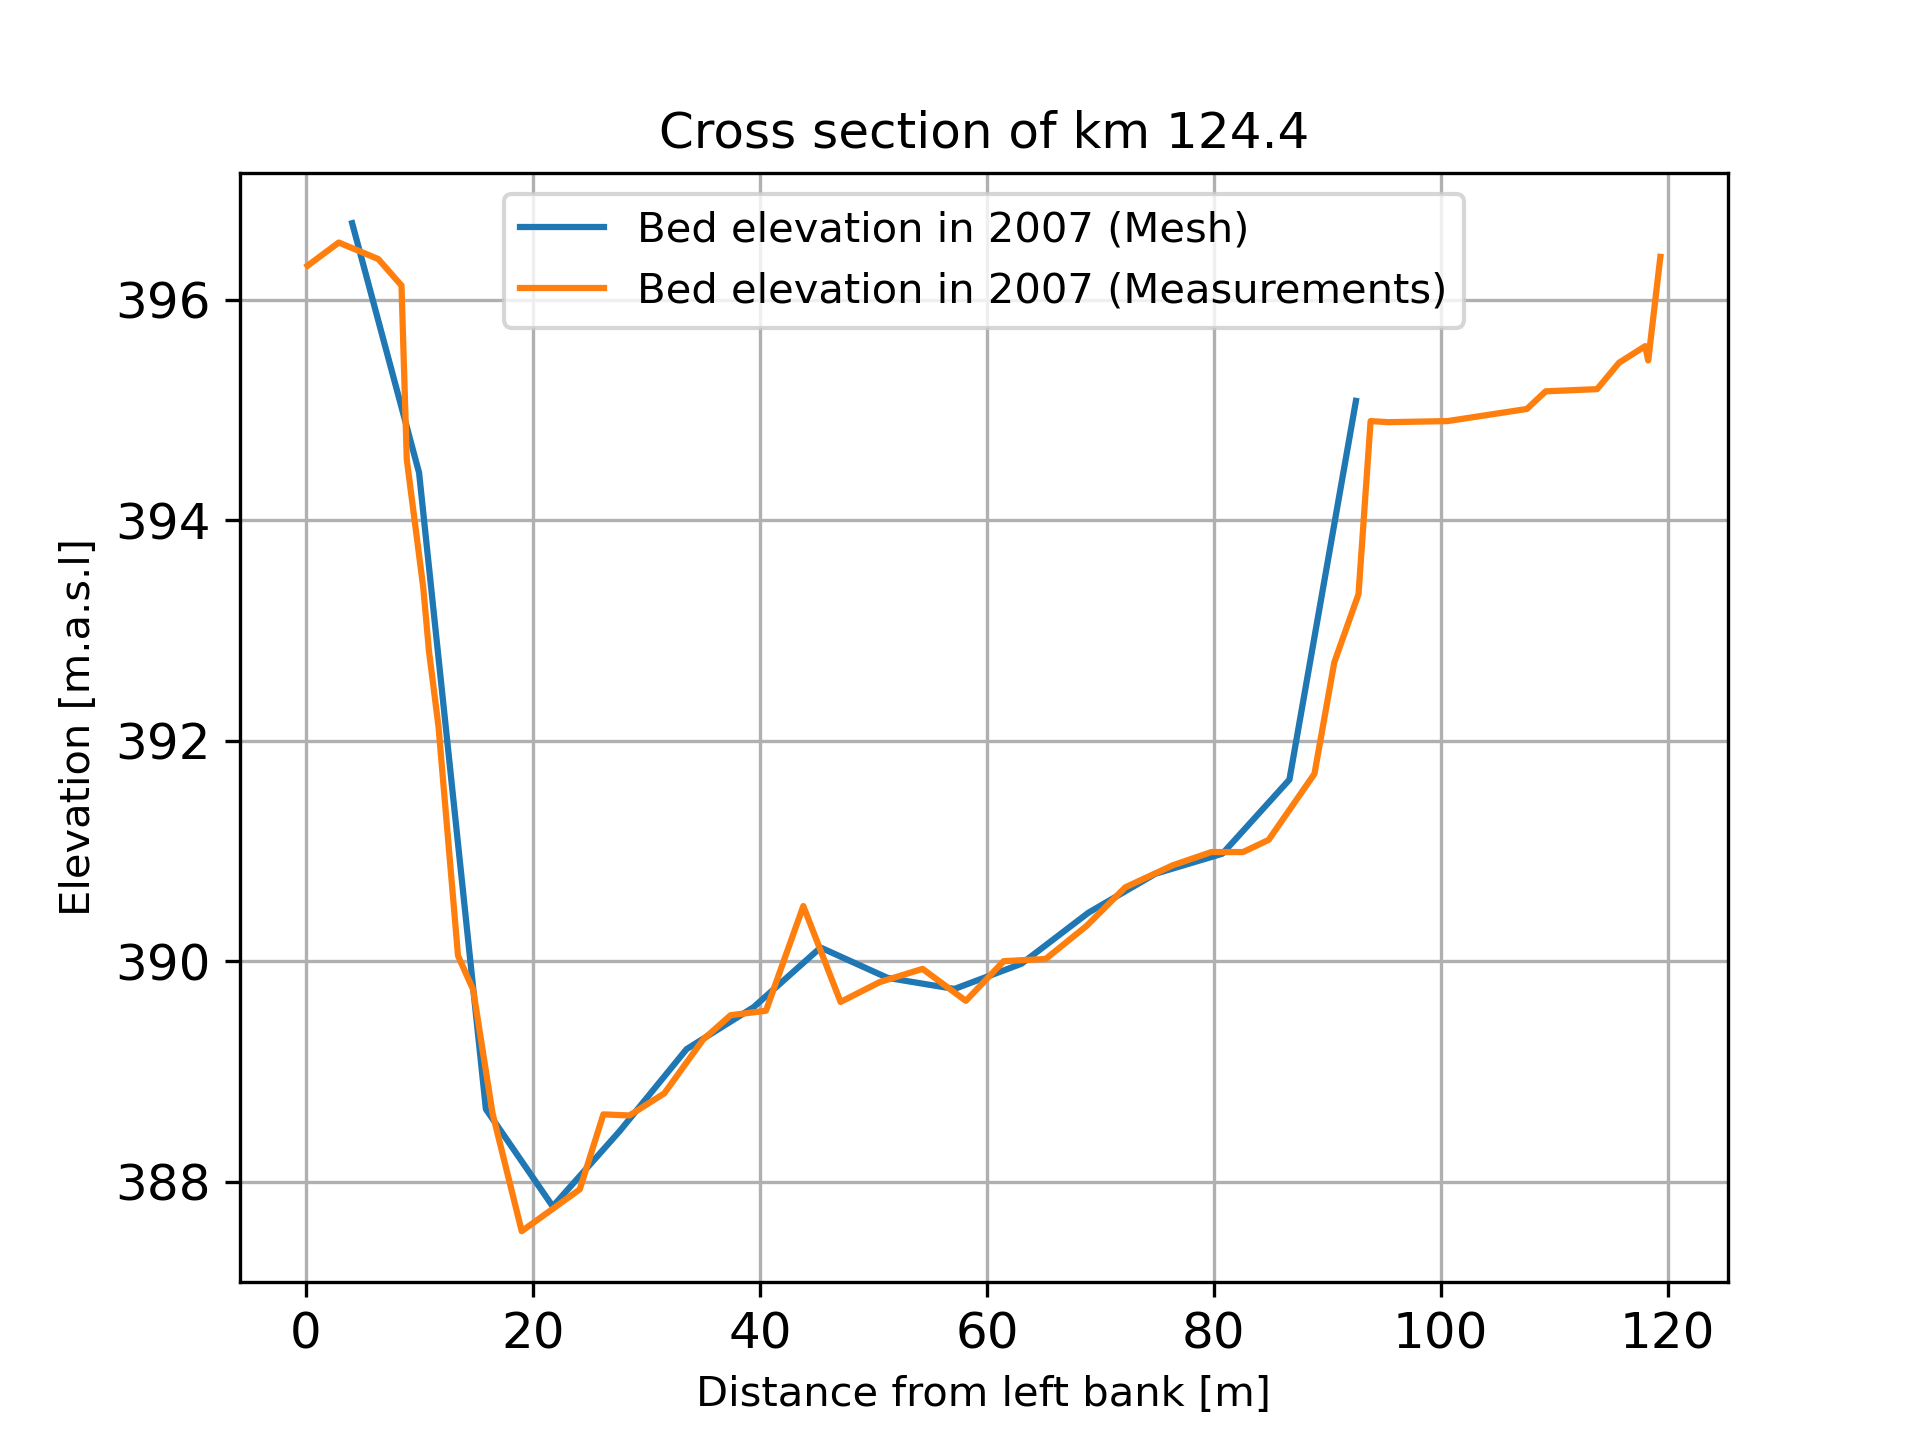 Cross section of km 124.4
Bed elevation in 2007 (Mesh)
Bed elevation in 2007 (Measurements)
396
394
392
390
388
Elevation [m.a.s.l]
0 20 40 60 80 100 120
Distance from left bank [m]